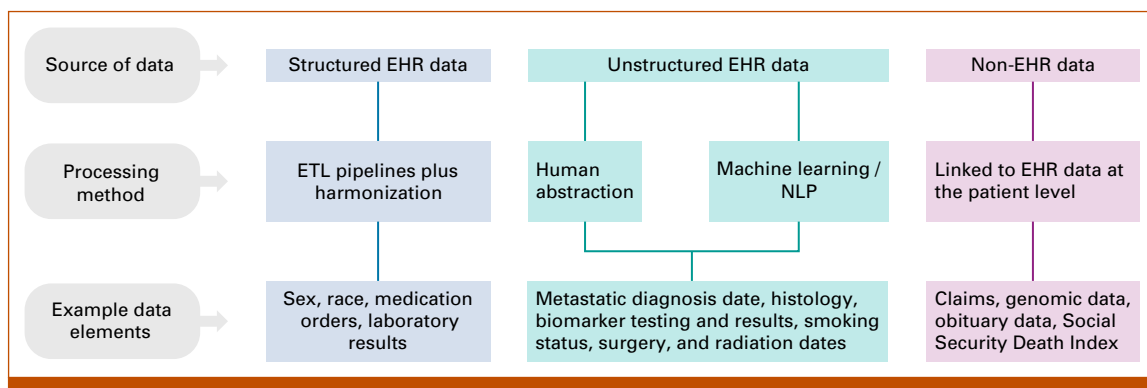 Source of data
Structured EHR data
Unstructured EHR data
Non-EHR data
Processing
method
ETL pipelines plus
harmonization
Human
abstraction
Machine learning /
NLP
Linked to EHR data at
the patient level
Example data
elements
Sex, race, medication
orders, laboratory
results
Metastatic diagnosis date, histology,
biomarker testing and results, smoking
status, surgery, and radiation dates
Claims, genomic data,
obituary data, Social
Security Death Index